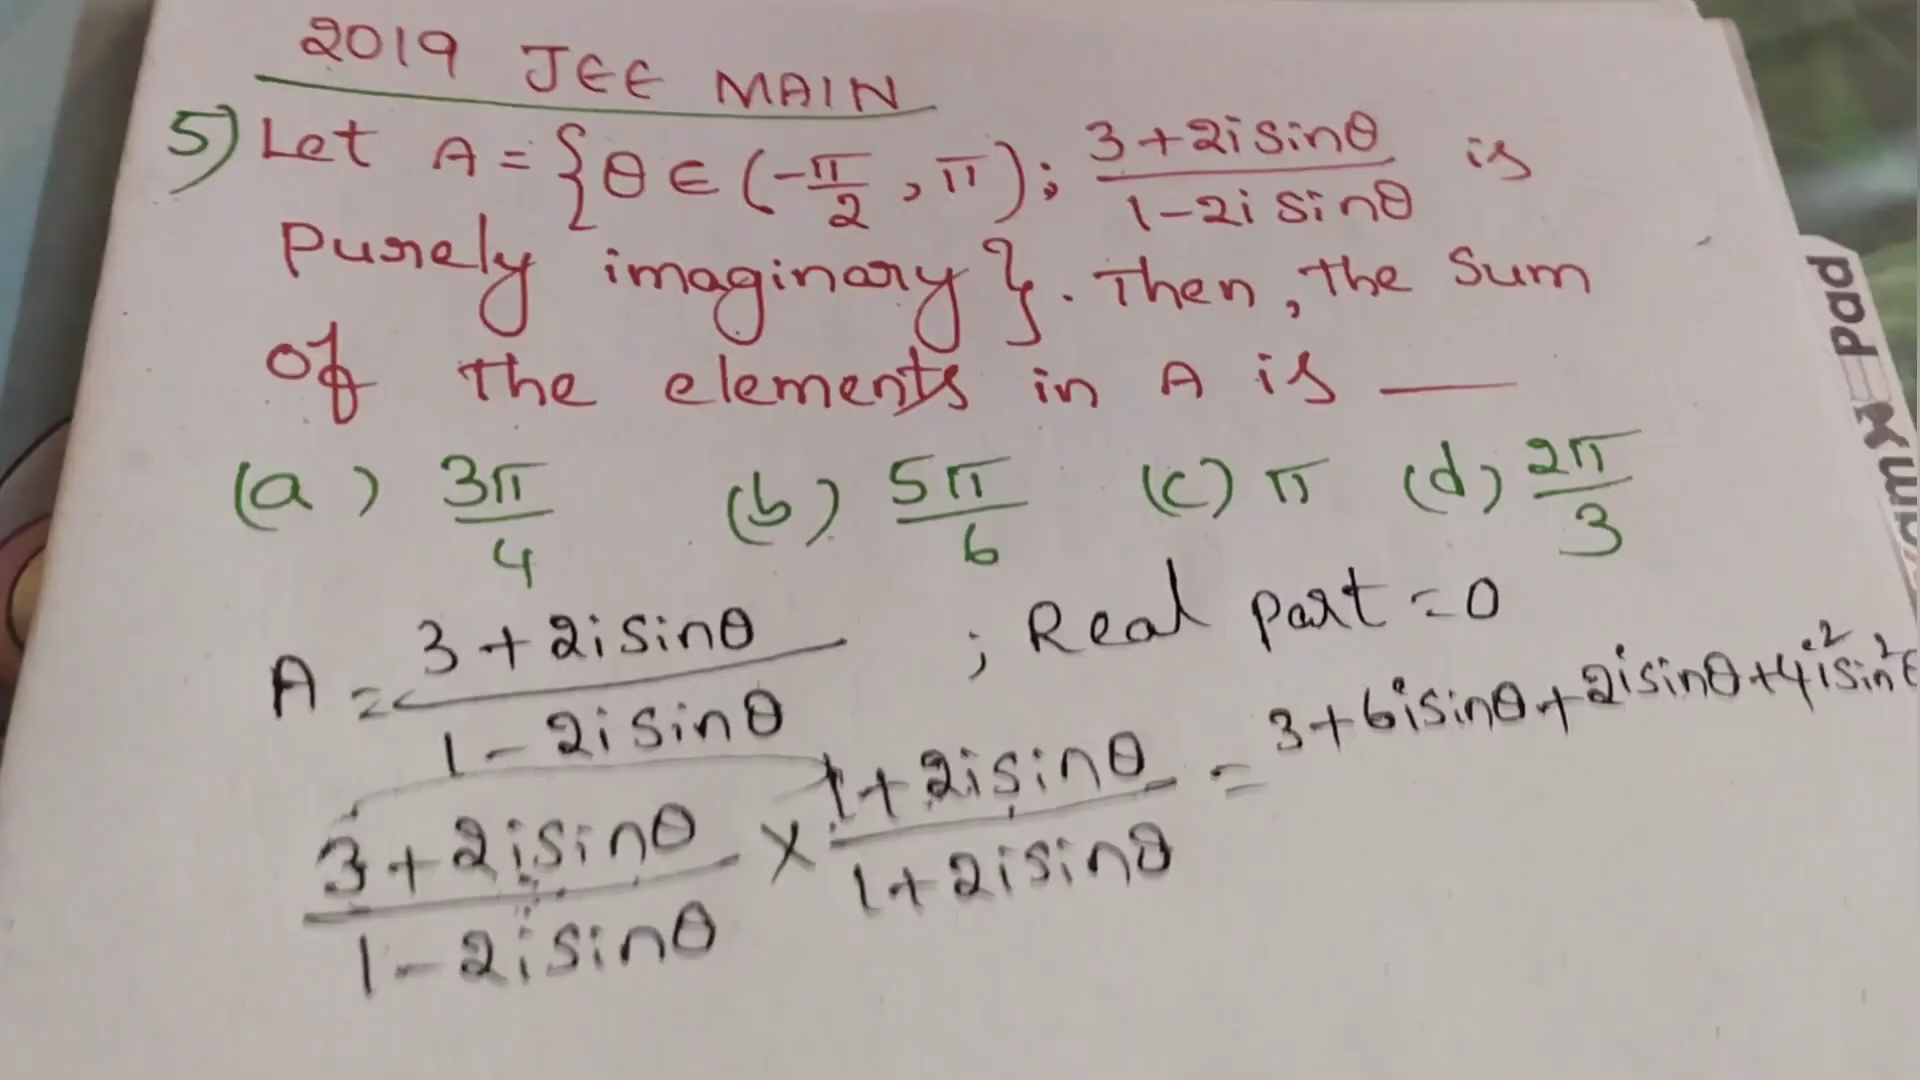 2019 JEE MAIN
5) Let A = {θ ∈ (-π/2, π); (3+2i sinθ)/(1-2i sinθ) is
Purely imaginary}. Then, the sum
of the elements in A is ___
(a) 3π/4 (b) 5π/6 (c) π (d) 2π/3
A = (3+2i sinθ)/(1-2i sinθ) ; Real part = 0
(3+2i sinθ)/(1-2i sinθ) × (1+2i sinθ)/(1+2i sinθ) = 3+6i sinθ+2i sinθ+4i² sin²θ
pad